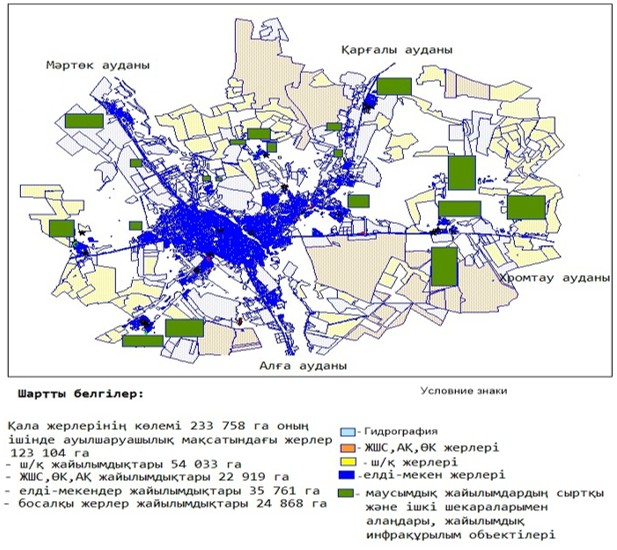 Қарғалы ауданы
Мәртөк ауданы
Хромтау ауданы
Алға ауданы
Шартты белгілер:
Условние знаки
Қала жерлерінің көлемі 233 758 га оның
ішінде ауылшаруашылық мақсатындағы жерлер
123 104 га
- ш/қ жайылымдықтары 54 033 га
- ЖШС,ӨК,АҚ жайылымдықтары 22 919 га
- елді-мекендер жайылымдықтары 35 761 га
- босалқы жерлер жайылымдықтары 24 868 га
- Гидрография
- ЖШС,АҚ,ӨК жерлері
- ш/қ жерлері
-елді-мекен жерлері
- маусымдық жайылымдардың сыртқы
және ішкі шекараларымен
алаңдары, жайылымдық
инфрақұрылым объектілері